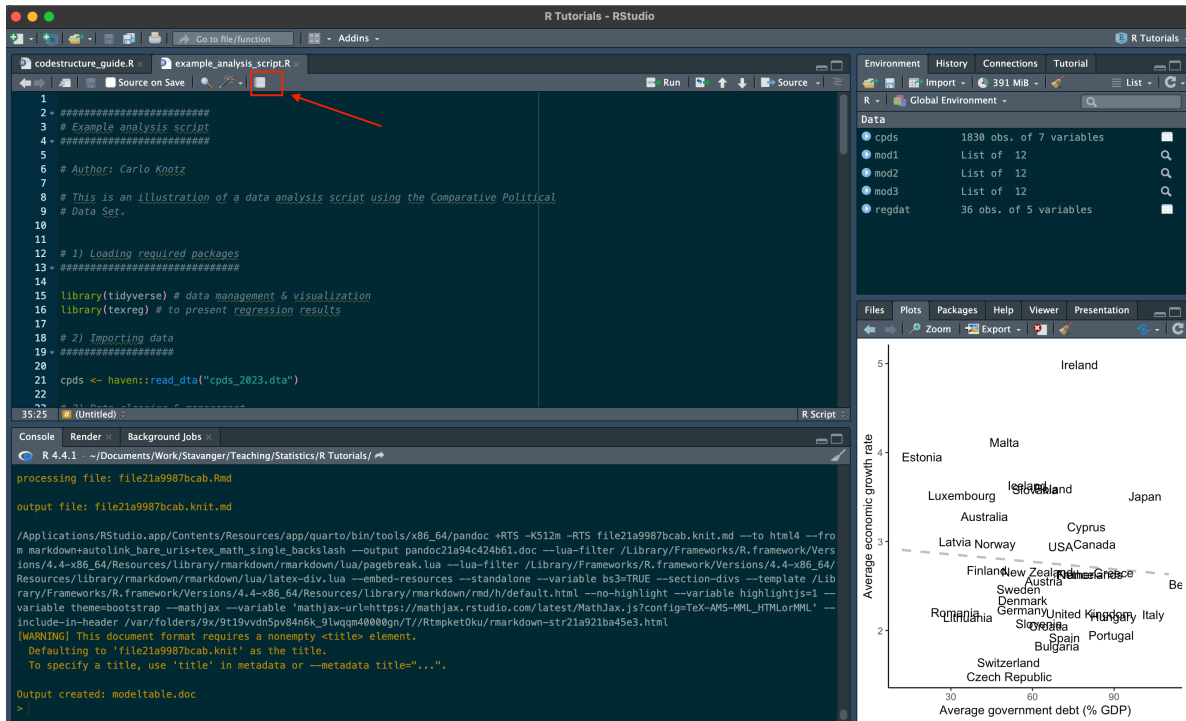 R Tutorials - RStudio
Go to file/function
Addins
R Tutorials
codestructure_guide.R
example_analysis_script.R
Source on Save
Run
Source
1
2 #########################
3 # Example analysis script
4 #########################
5
6 # Author: Carlo Knotz
7
8 # This is an illustration of a data analysis script using the Comparative Political
9 # Data Set.
10
11
12 # 1) Loading required packages
13 ##############################
14
15 library(tidyverse) # data management & visualization
16 library(texreg) # to present regression results
17
18 # 2) Importing data
19 ###################
20
21 cpds <- haven::read_dta("cpds_2023.dta")
22
35:25 # (Untitled)
R Script
Console Render Background Jobs
R 4.4.1 · ~/Documents/Work/Stavanger/Teaching/Statistics/R Tutorials/
processing file: file21a9987bcab.Rmd
output file: file21a9987bcab.knit.md
/Applications/RStudio.app/Contents/Resources/app/quarto/bin/tools/x86_64/pandoc +RTS -K512m -RTS file21a9987bcab.knit.md --to html4 --fro
m markdown+autolink_bare_uris+tex_math_single_backslash --output pandoc21a94c424b61.doc --lua-filter /Library/Frameworks/R.framework/Vers
ions/4.4-x86_64/Resources/library/rmarkdown/rmarkdown/lua/pagebreak.lua --lua-filter /Library/Frameworks/R.framework/Versions/4.4-x86_64/
Resources/library/rmarkdown/rmarkdown/lua/latex-div.lua --embed-resources --standalone --variable bs3=TRUE --section-divs --template /Lib
rary/Frameworks/R.framework/Versions/4.4-x86_64/Resources/library/rmarkdown/rmd/h/default.html --no-highlight --variable highlightjs=1 --
variable theme=bootstrap --mathjax --variable 'mathjax-url=https://mathjax.rstudio.com/latest/MathJax.js?config=TeX-AMS-MML_HTMLorMML' --
include-in-header /var/folders/9x/9t19vvdn5pv84n6k_9lwqqm40000gn/T//RtmpketOku/rmarkdown-str21a921ba45e3.html
[WARNING] This document format requires a nonempty <title> element.
Defaulting to 'file21a9987bcab.knit' as the title.
To specify a title, use 'title' in metadata or --metadata title="...".
Output created: modeltable.doc
>
Environment History Connections Tutorial
Import 391 MiB List
R Global Environment
Data
cpds 1830 obs. of 7 variables
mod1 List of 12
mod2 List of 12
mod3 List of 12
regdat 36 obs. of 5 variables
Files Plots Packages Help Viewer Presentation
Zoom Export
Average economic growth rate
5
4
3
2
Ireland
Malta
Estonia
Iceland
Slovakia
Luxembourg
Japan
Australia
Cyprus
Latvia
Norway
USA
Canada
Finland
New Zealand
Netherlands
Greece
Austria
Be
Sweden
Denmark
Germany
United Kingdom
Hungary
Italy
Romania
Lithuania
Slovenia
Croatia
Spain
Portugal
Bulgaria
Switzerland
Czech Republic
30 60 90
Average government debt (% GDP)